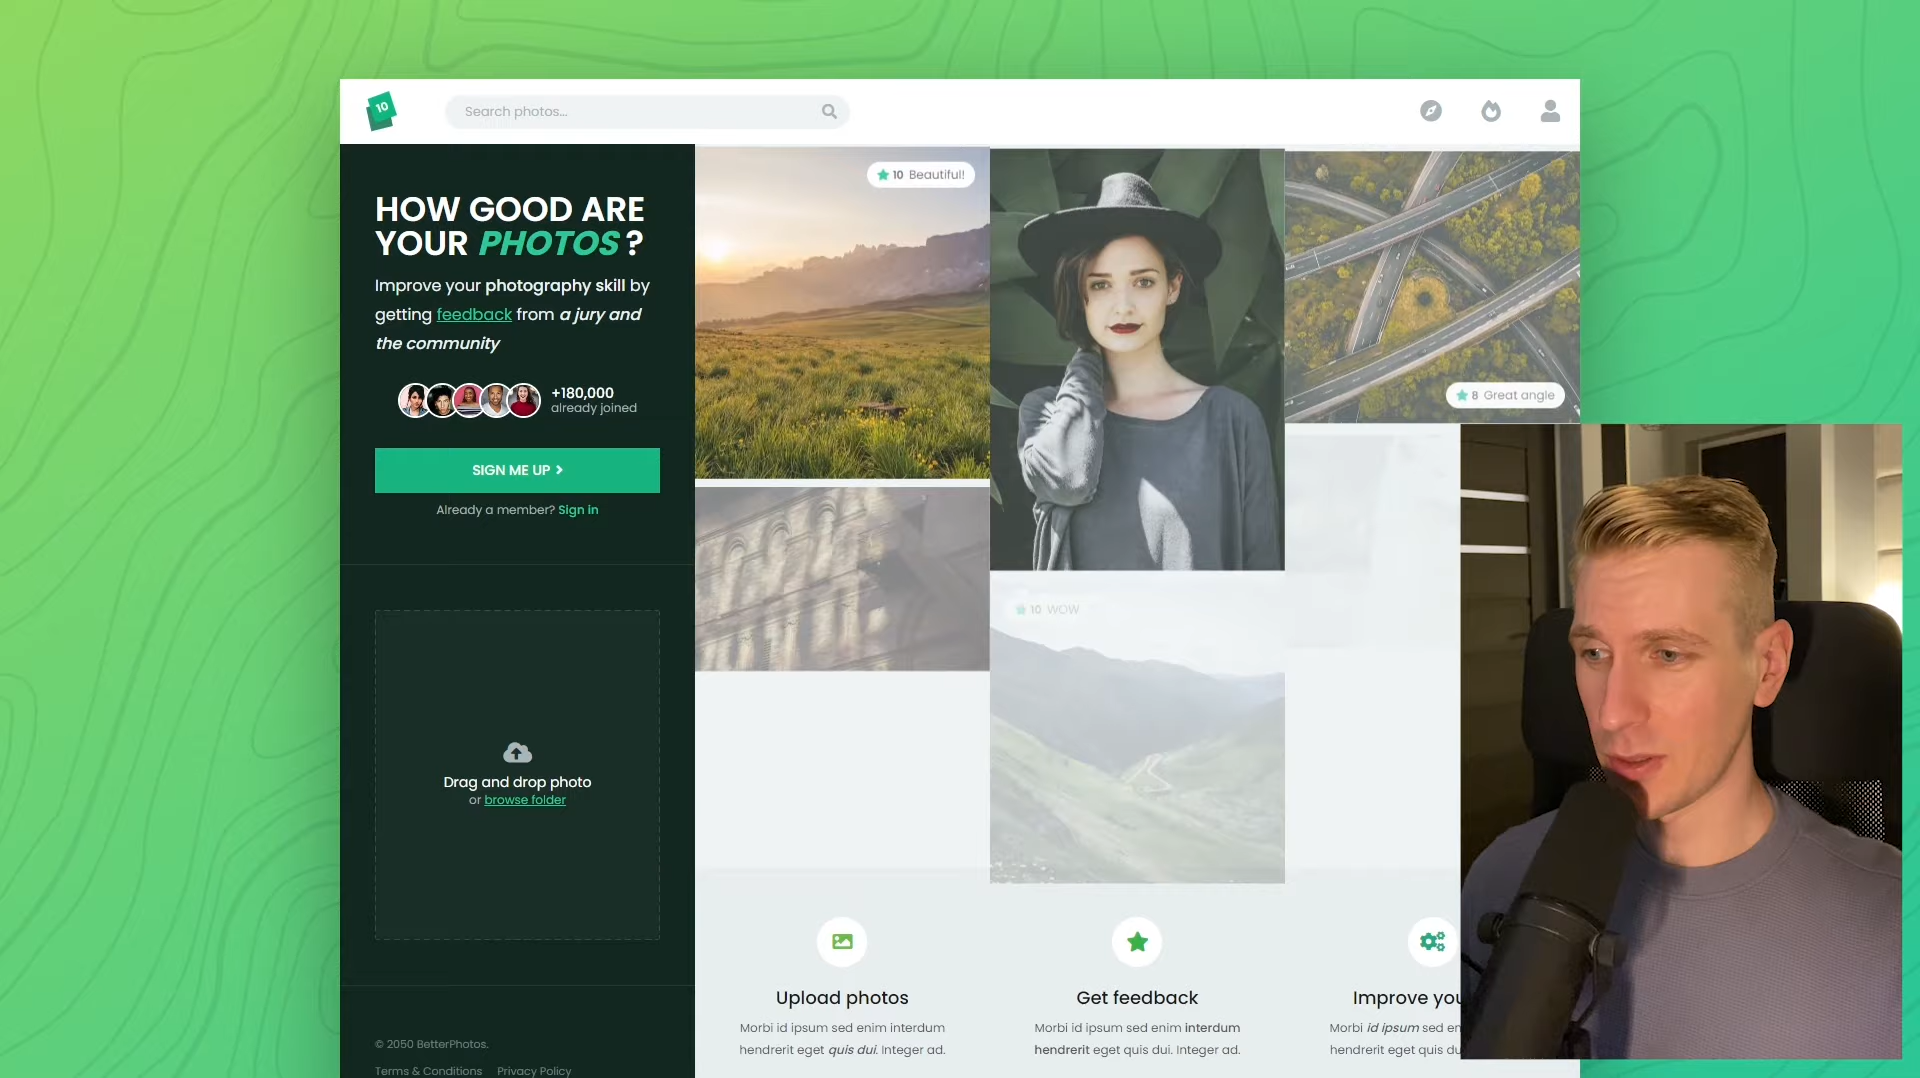 10
Search photos...
HOW GOOD ARE
YOUR PHOTOS ?
Improve your photography skill by
getting feedback from a jury and
the community
+180,000
already joined
SIGN ME UP
Already a member? Sign in
Drag and drop photo
or browse folder
© 2050 BetterPhotos.
Terms & Conditions Privacy Policy
10 Beautiful!
8 Great angle
10 WOW
Upload photos
Morbi id ipsum sed enim interdum
hendrerit eget quis dui. Integer ad.
Get feedback
Morbi id ipsum sed enim interdum
hendrerit eget quis dui. Integer ad.
Improve you
Morbi id ipsum sed en
hendrerit eget quis du